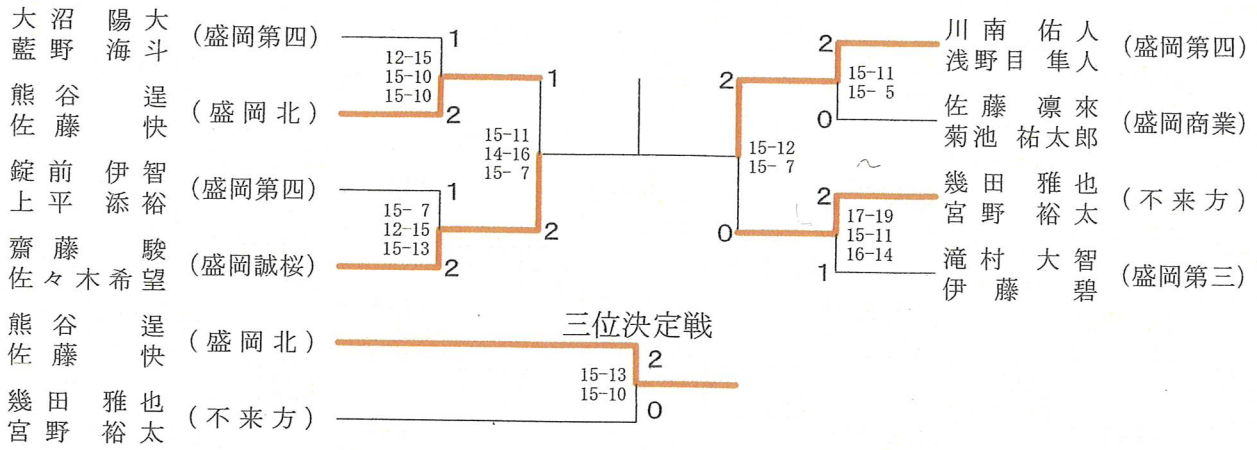 大沼 陽大
藍野 海斗
(盛岡第四)
1
12-15
15-10
15-10
熊谷 逞
佐藤 快
(盛岡北)
2
1
15-11
14-16
15- 7
錠前 伊智
上平 添裕
(盛岡第四)
1
15- 7
12-15
15-13
齋藤 駿
佐々木希望
(盛岡誠桜)
2
2
川南 佑人
浅野目 隼人
(盛岡第四)
2
15-11
15- 5
佐藤 凛來
菊池 祐太郎
(盛岡商業)
0
2
15-12
15- 7
幾田 雅也
宮野 裕太
(不来方)
2
17-19
15-11
16-14
滝村 大智
伊藤 碧
(盛岡第三)
1
0
三位決定戦
熊谷 逞
佐藤 快
(盛岡北)
2
15-13
15-10
幾田 雅也
宮野 裕太
(不来方)
0